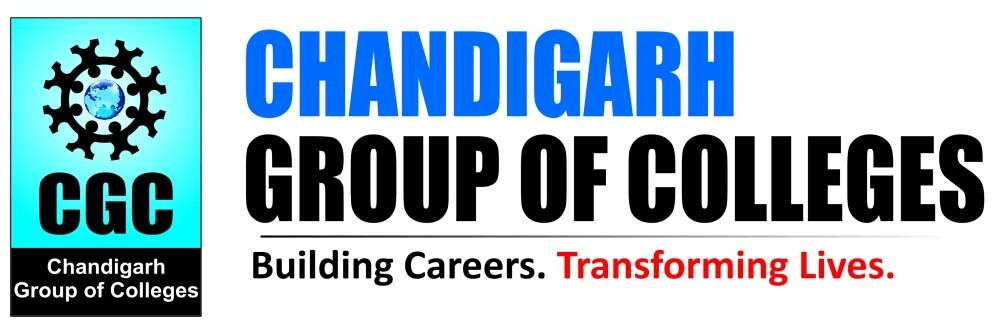 CGC
Chandigarh
Group of Colleges
CHANDIGARH
GROUP OF COLLEGES
Building Careers. Transforming Lives.